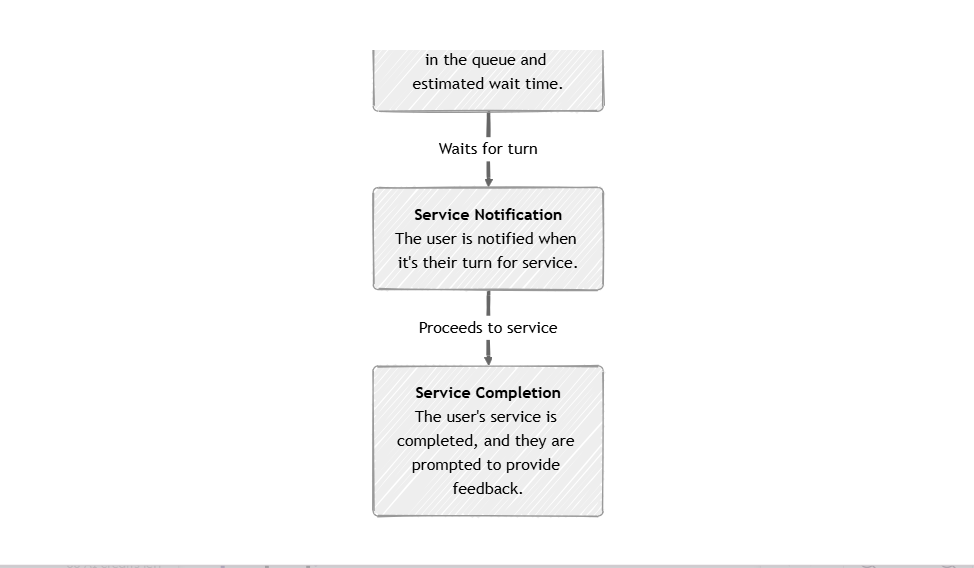 in the queue and
estimated wait time.
Waits for turn
Service Notification
The user is notified when
it's their turn for service.
Proceeds to service
Service Completion
The user's service is
completed, and they are
prompted to provide
feedback.